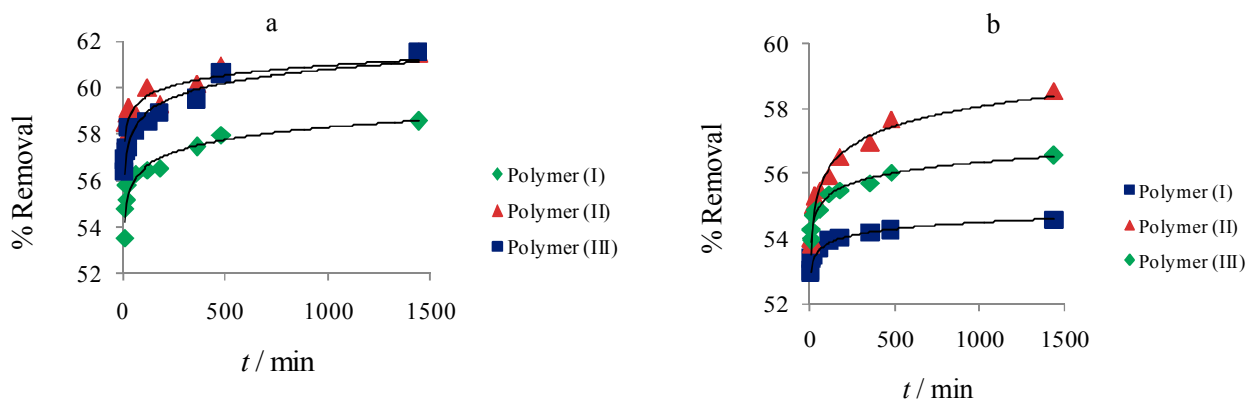 a
% Removal
62
60
58
56
54
52
0
500
1000
1500
t / min
Polymer (I)
Polymer (II)
Polymer (III)
b
% Removal
60
58
56
54
52
0
500
1000
1500
t / min
Polymer (I)
Polymer (II)
Polymer (III)